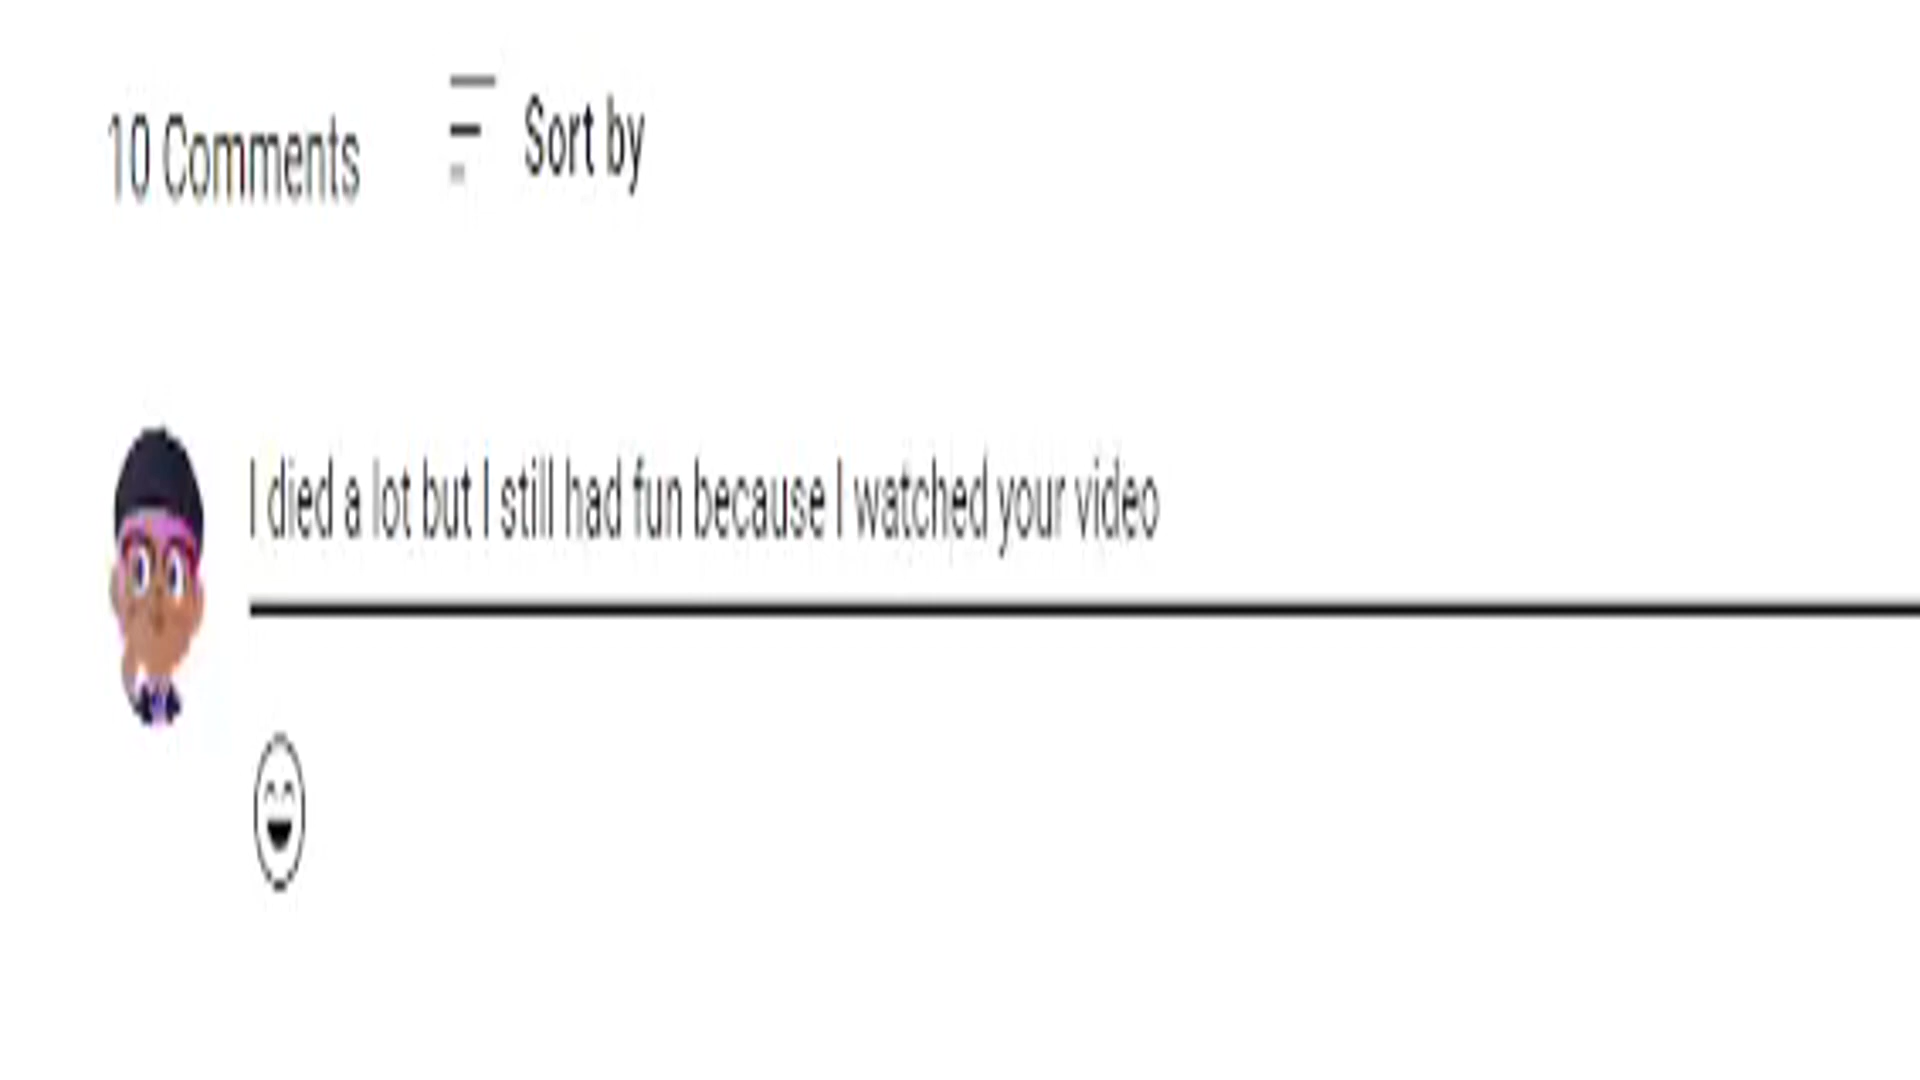 10 Comments Sort by
I died a lot but I still had fun because I watched your video